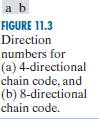 a b
FIGURE 11.3
Direction
numbers for
(a) 4-directional
chain code, and
(b) 8-directional
chain code.